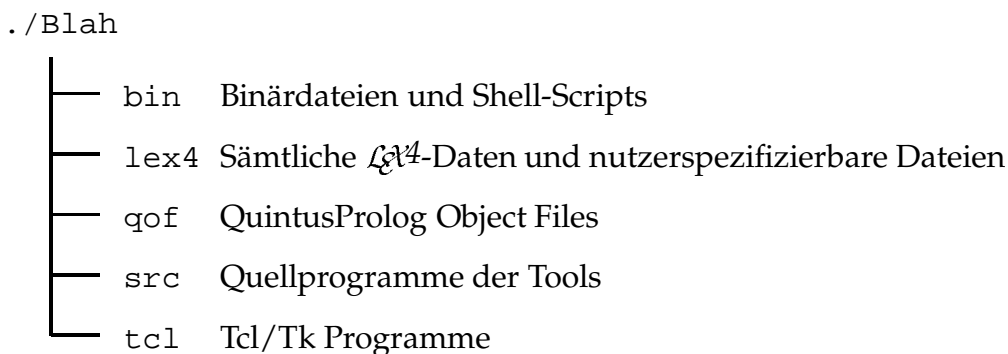 ./Blah
bin Binärdateien und Shell-Scripts
lex4 Sämtliche LeX4-Daten und nutzerspezifizierbare Dateien
qof QuintusProlog Object Files
src Quellprogramme der Tools
tcl Tcl/Tk Programme